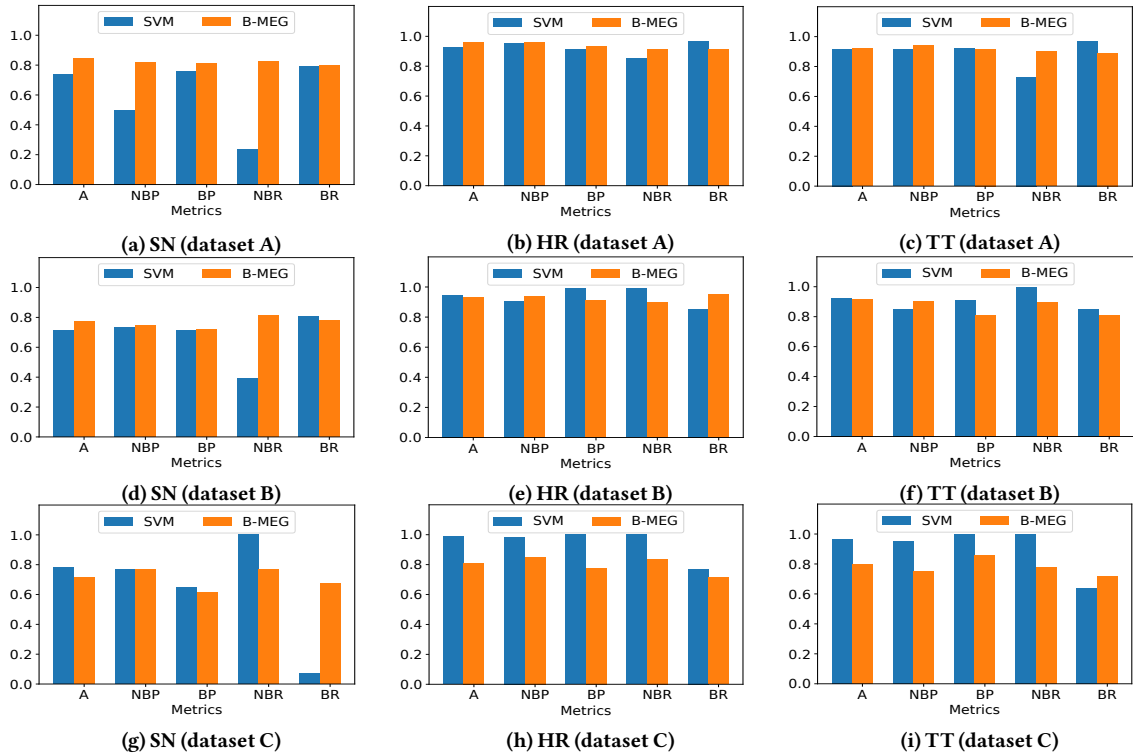 SVM B-MEG
1.0
0.8
0.6
0.4
0.2
0.0
A NBP BP NBR BR
Metrics
(a) SN (dataset A)
SVM B-MEG
1.0
0.8
0.6
0.4
0.2
0.0
A NBP BP NBR BR
Metrics
(b) HR (dataset A)
SVM B-MEG
1.0
0.8
0.6
0.4
0.2
0.0
A NBP BP NBR BR
Metrics
(c) TT (dataset A)
SVM B-MEG
1.0
0.8
0.6
0.4
0.2
0.0
A NBP BP NBR BR
Metrics
(d) SN (dataset B)
SVM B-MEG
1.0
0.8
0.6
0.4
0.2
0.0
A NBP BP NBR BR
Metrics
(e) HR (dataset B)
SVM B-MEG
1.0
0.8
0.6
0.4
0.2
0.0
A NBP BP NBR BR
Metrics
(f) TT (dataset B)
SVM B-MEG
1.0
0.8
0.6
0.4
0.2
0.0
A NBP BP NBR BR
Metrics
(g) SN (dataset C)
SVM B-MEG
1.0
0.8
0.6
0.4
0.2
0.0
A NBP BP NBR BR
Metrics
(h) HR (dataset C)
SVM B-MEG
1.0
0.8
0.6
0.4
0.2
0.0
A NBP BP NBR BR
Metrics
(i) TT (dataset C)